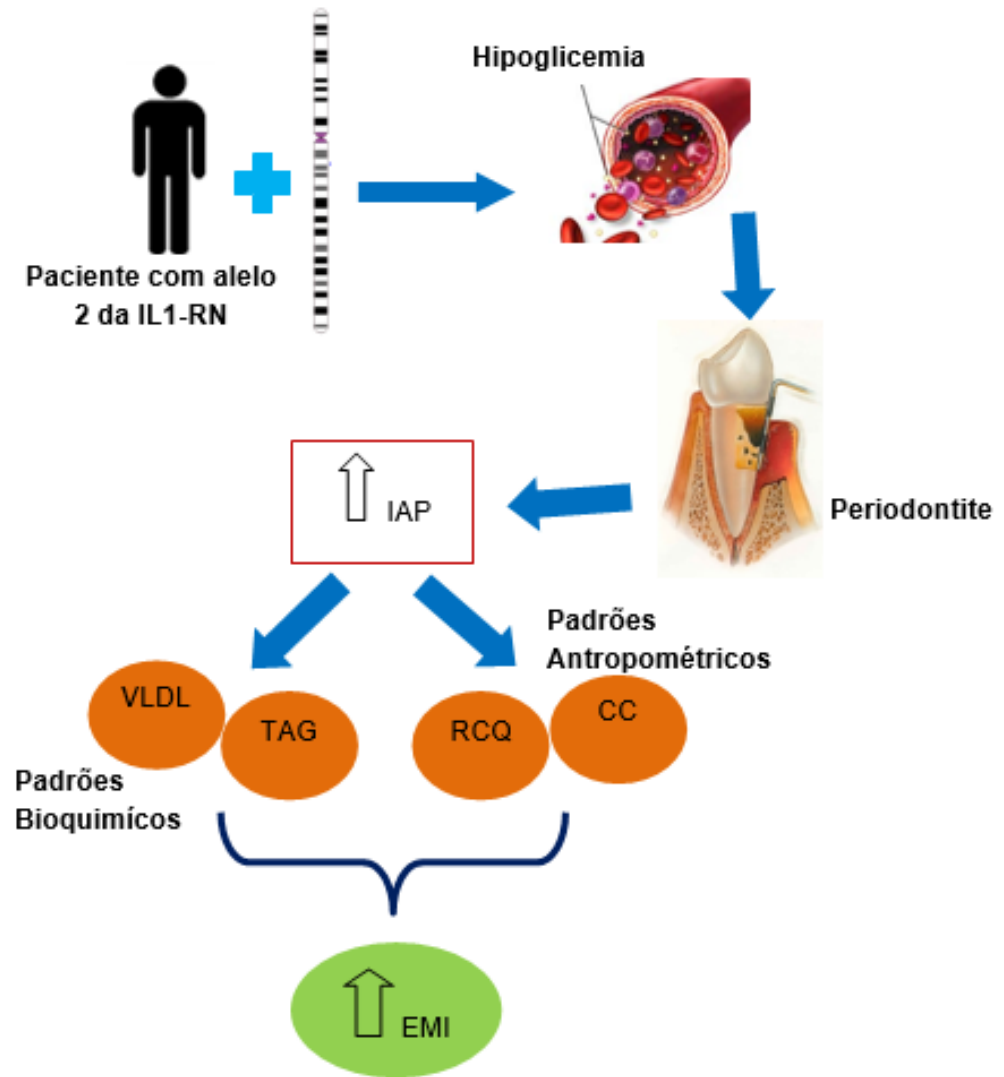 Hipoglicemia
Paciente com alelo
2 da IL1-RN
Periodontite
IAP
Padrões
Antropométricos
VLDL
TAG
RCQ
CC
Padrões
Bioquimícos
EMI